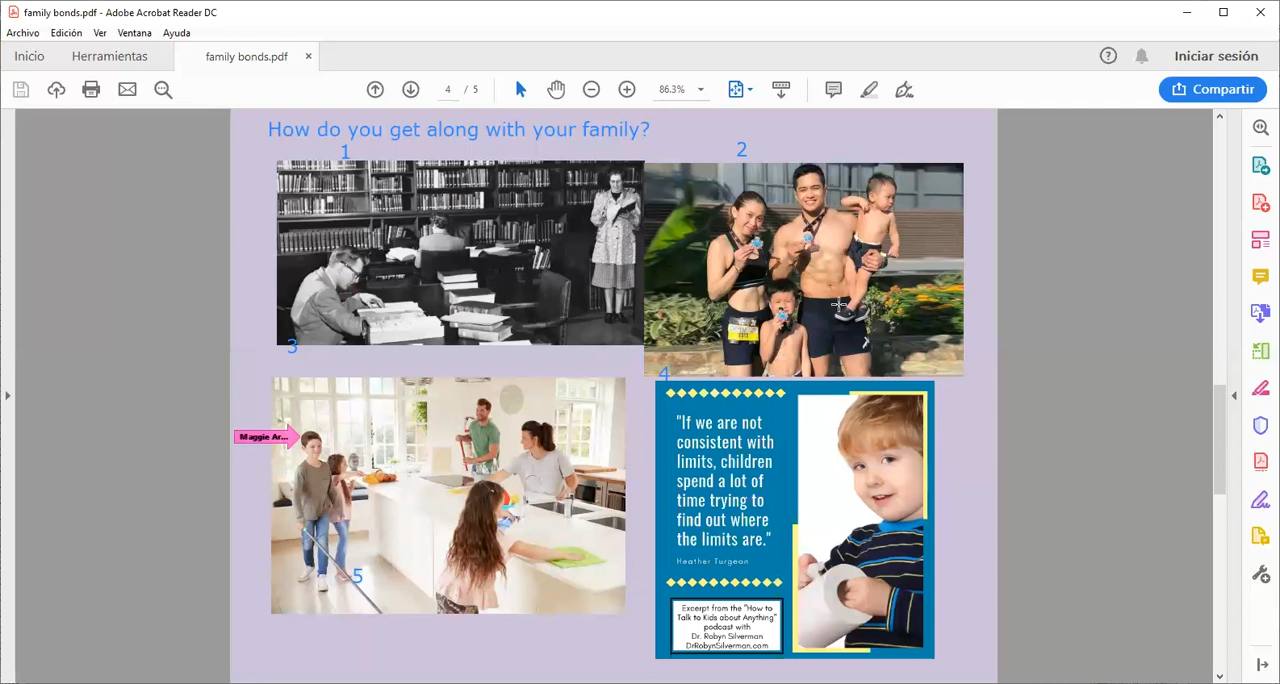 family bonds.pdf - Adobe Acrobat Reader DC
Archivo Edición Ver Ventana Ayuda
Inicio Herramientas family bonds.pdf × Iniciar sesión
4 / 5 86.3% Compartir
How do you get along with your family?
1
2
3
4
"If we are not
consistent with
limits, children
spend a lot of
time trying to
find out where
the limits are."
Heather Turgeon
Excerpt from the "How to
Talk to Kids about Anything"
podcast with
Dr. Robyn Silverman
DrRobynSilverman.com
Maggie Ar...
5